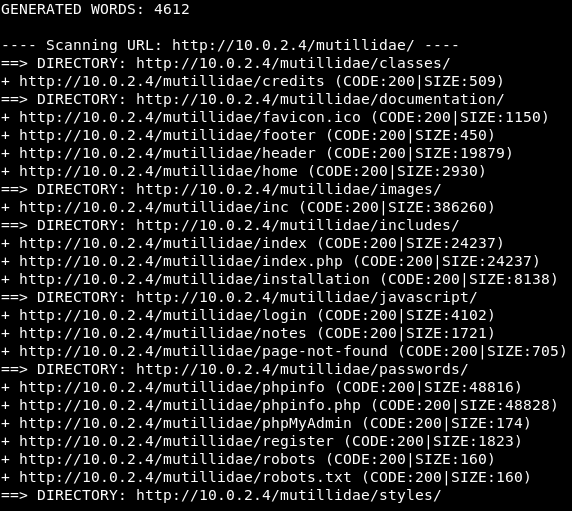 GENERATED WORDS: 4612
---- Scanning URL: http://10.0.2.4/mutillidae/ ----
==> DIRECTORY: http://10.0.2.4/mutillidae/classes/
+ http://10.0.2.4/mutillidae/credits (CODE:200|SIZE:509)
==> DIRECTORY: http://10.0.2.4/mutillidae/documentation/
+ http://10.0.2.4/mutillidae/favicon.ico (CODE:200|SIZE:1150)
+ http://10.0.2.4/mutillidae/footer (CODE:200|SIZE:450)
+ http://10.0.2.4/mutillidae/header (CODE:200|SIZE:19879)
+ http://10.0.2.4/mutillidae/home (CODE:200|SIZE:2930)
==> DIRECTORY: http://10.0.2.4/mutillidae/images/
+ http://10.0.2.4/mutillidae/inc (CODE:200|SIZE:386260)
==> DIRECTORY: http://10.0.2.4/mutillidae/includes/
+ http://10.0.2.4/mutillidae/index (CODE:200|SIZE:24237)
+ http://10.0.2.4/mutillidae/index.php (CODE:200|SIZE:24237)
+ http://10.0.2.4/mutillidae/installation (CODE:200|SIZE:8138)
==> DIRECTORY: http://10.0.2.4/mutillidae/javascript/
+ http://10.0.2.4/mutillidae/login (CODE:200|SIZE:4102)
+ http://10.0.2.4/mutillidae/notes (CODE:200|SIZE:1721)
+ http://10.0.2.4/mutillidae/page-not-found (CODE:200|SIZE:705)
==> DIRECTORY: http://10.0.2.4/mutillidae/passwords/
+ http://10.0.2.4/mutillidae/phpinfo (CODE:200|SIZE:48816)
+ http://10.0.2.4/mutillidae/phpinfo.php (CODE:200|SIZE:48828)
+ http://10.0.2.4/mutillidae/phpMyAdmin (CODE:200|SIZE:174)
+ http://10.0.2.4/mutillidae/register (CODE:200|SIZE:1823)
+ http://10.0.2.4/mutillidae/robots (CODE:200|SIZE:160)
+ http://10.0.2.4/mutillidae/robots.txt (CODE:200|SIZE:160)
==> DIRECTORY: http://10.0.2.4/mutillidae/styles/